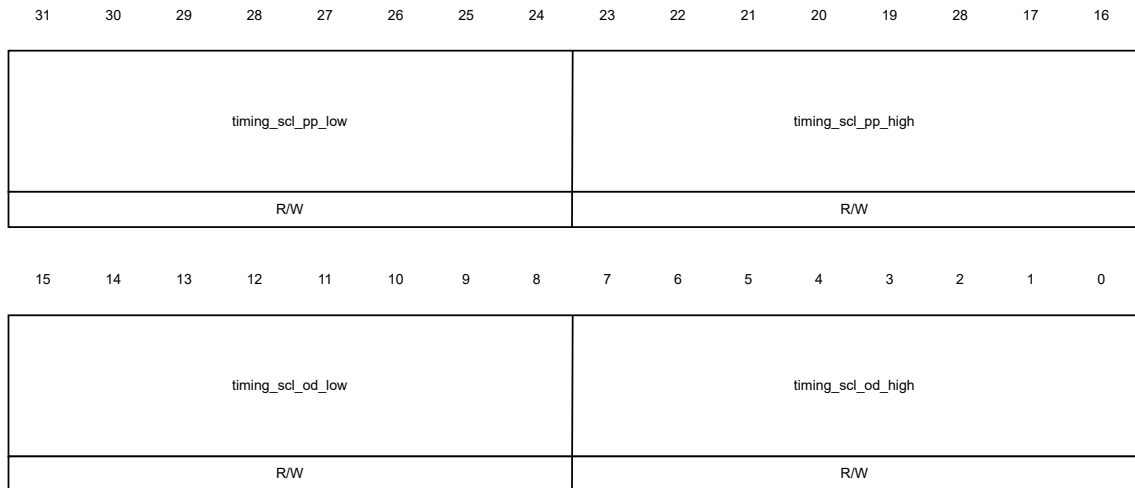 31 30 29 28 27 26 25 24 23 22 21 20 19 28 17 16
timing_scl_pp_low timing_scl_pp_high
R/W R/W
15 14 13 12 11 10 9 8 7 6 5 4 3 2 1 0
timing_scl_od_low timing_scl_od_high
R/W R/W